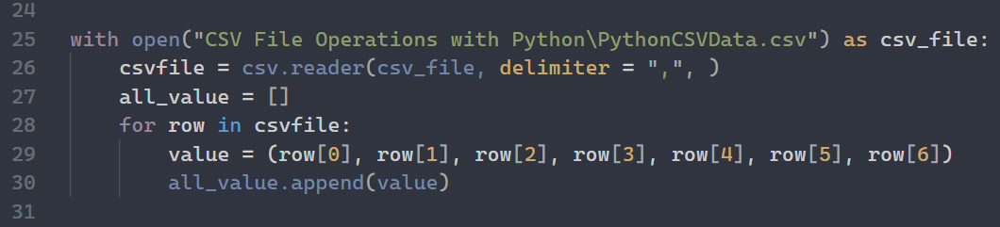 24
25 with open("CSV File Operations with Python\PythonCSVData.csv") as csv_file:
26     csvfile = csv.reader(csv_file, delimiter = ",", )
27     all_value = []
28     for row in csvfile:
29         value = (row[0], row[1], row[2], row[3], row[4], row[5], row[6])
30         all_value.append(value)
31